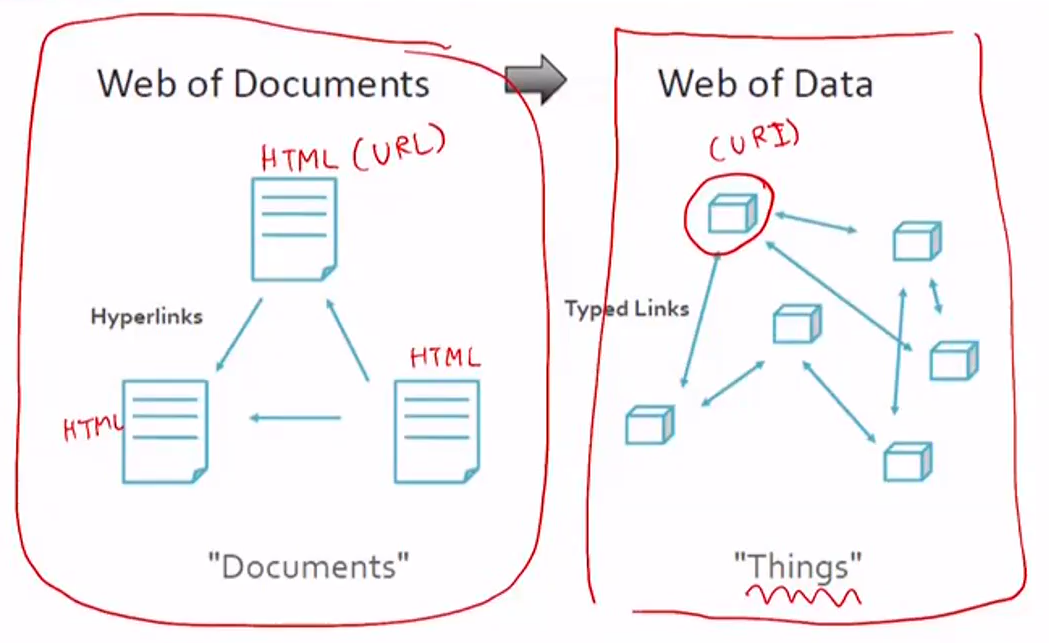 Web of Documents
HTML (URL)
Hyperlinks
HTML
HTML
"Documents"
Web of Data
(URI)
Typed Links
"Things"